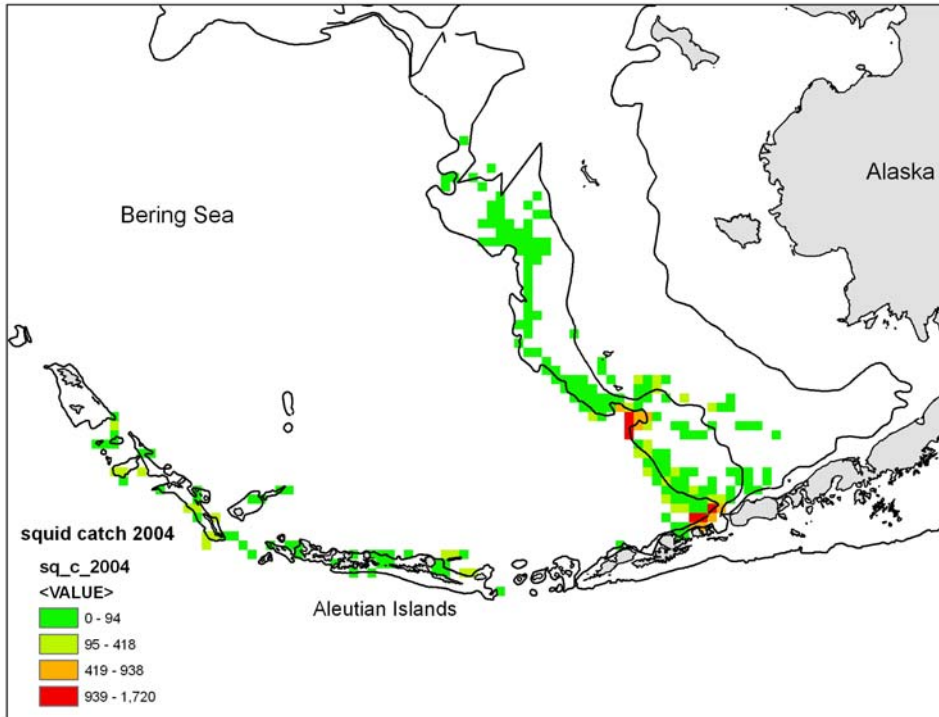 Alaska
Bering Sea
squid catch 2004
sq_c_2004
<VALUE>
0 - 94
95 - 418
419 - 938
939 - 1,720
Aleutian Islands